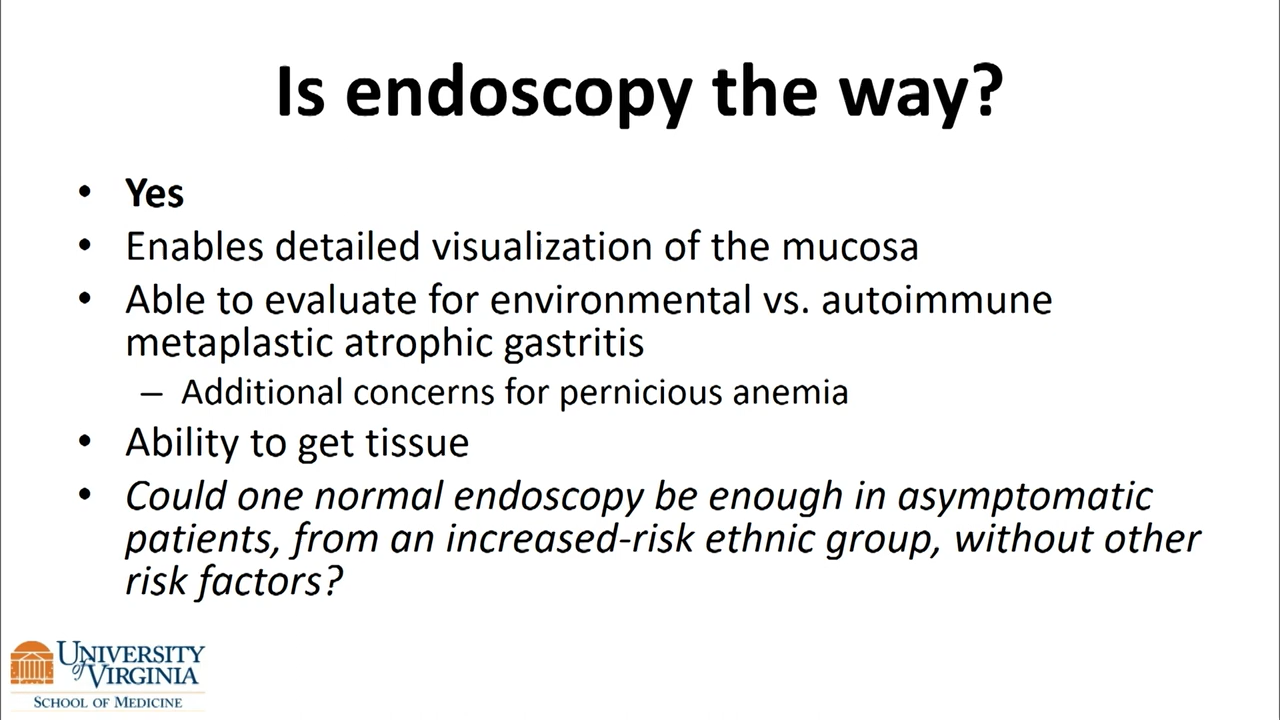 Is endoscopy the way?
• Yes
• Enables detailed visualization of the mucosa
• Able to evaluate for environmental vs. autoimmune
metaplastic atrophic gastritis
– Additional concerns for pernicious anemia
• Ability to get tissue
• Could one normal endoscopy be enough in asymptomatic
patients, from an increased-risk ethnic group, without other
risk factors?
UNIVERSITY
of VIRGINIA
SCHOOL OF MEDICINE